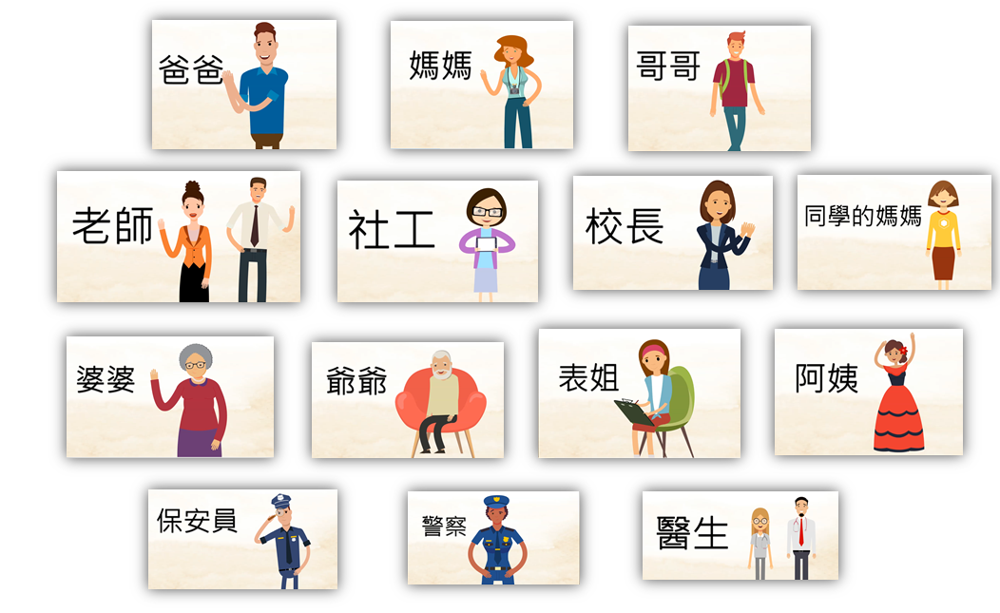 爸爸
媽媽
哥哥
老師
社工
校長
同學的媽媽
婆婆
爺爺
表姐
阿姨
保安員
警察
醫生